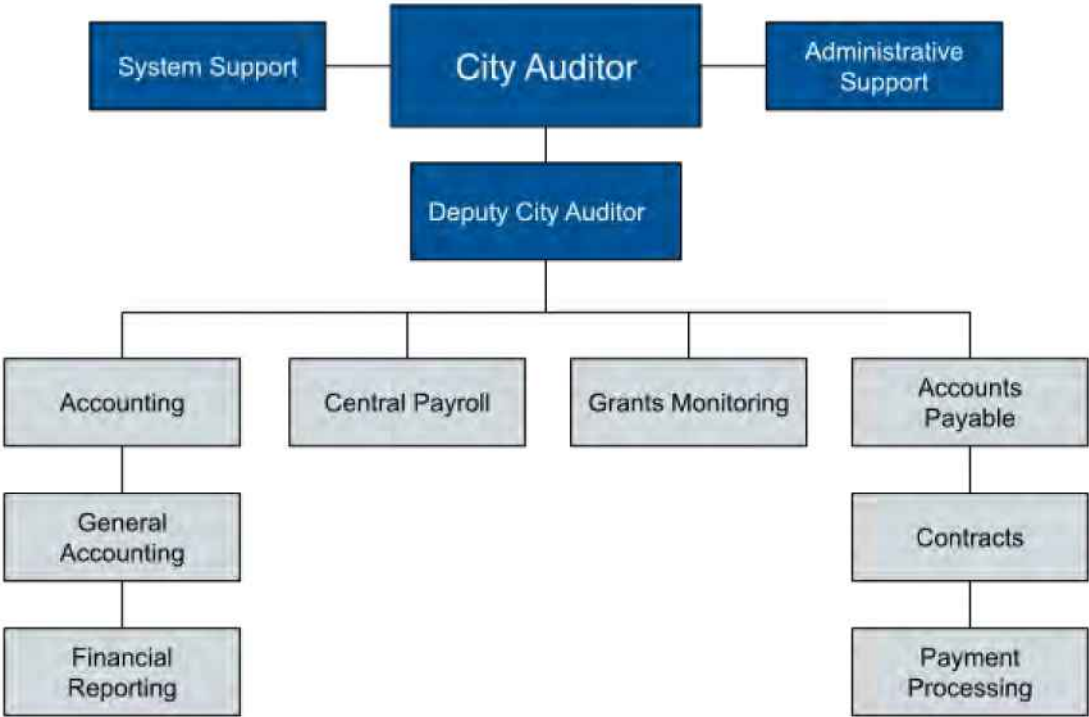 System Support
City Auditor
Administrative
Support
Deputy City Auditor
Accounting
Central Payroll
Grants Monitoring
Accounts
Payable
General
Accounting
Contracts
Financial
Reporting
Payment
Processing